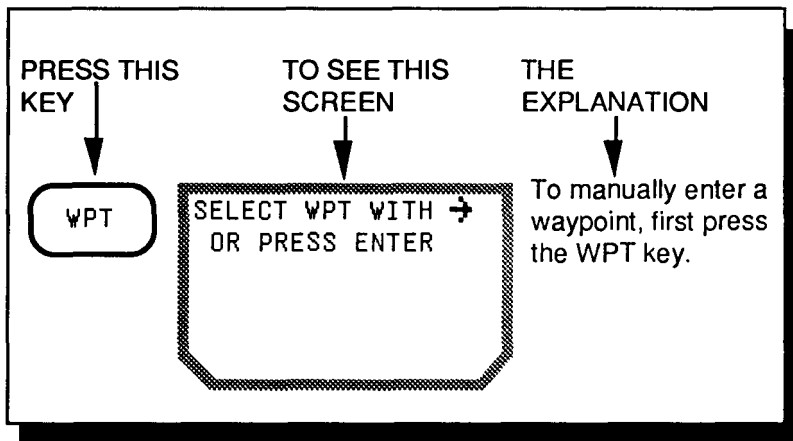 PRESS THIS
KEY
TO SEE THIS
SCREEN
THE
EXPLANATION
WPT
SELECT WPT WITH →
OR PRESS ENTER
To manually enter a
waypoint, first press
the WPT key.